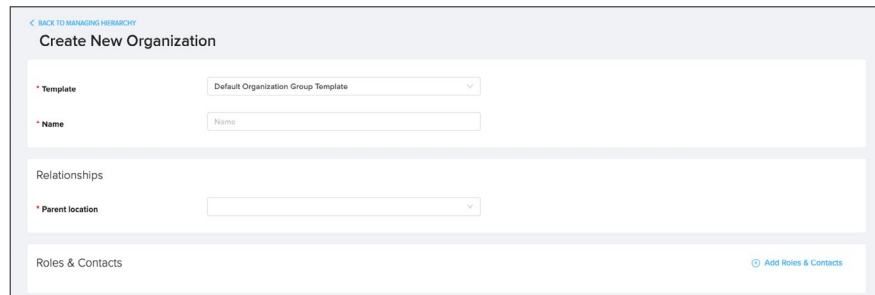 BACK TO MANAGING HIERARCHY
Create New Organization
* Template
Default Organization Group Template
* Name
Name
Relationships
* Parent location
Roles & Contacts
Add Roles & Contacts